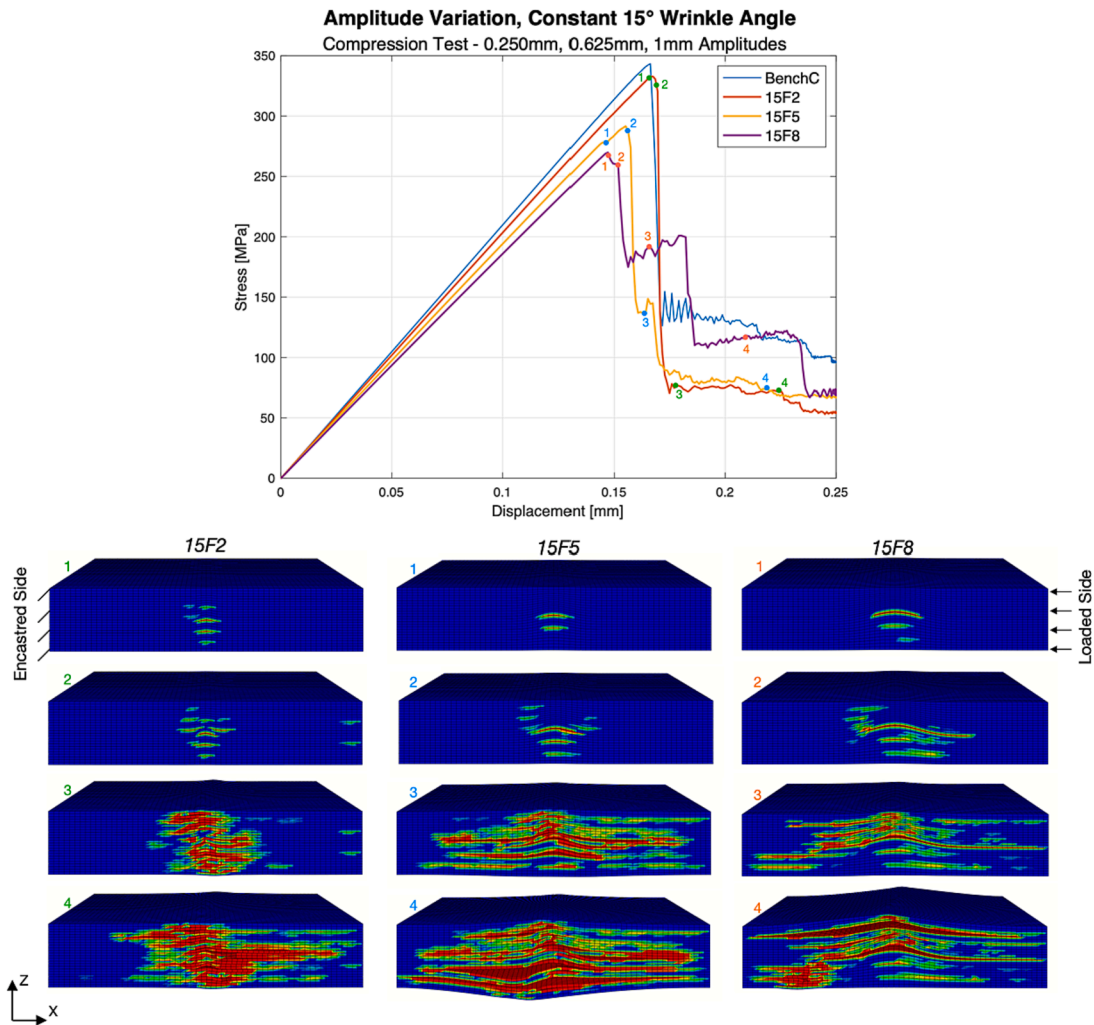 Amplitude Variation, Constant 15° Wrinkle Angle
Compression Test - 0.250mm, 0.625mm, 1mm Amplitudes
350
300
250
200
150
100
50
0
Stress [MPa]
BenchC
15F2
15F5
15F8
1
2
1
2
1
2
3
3
3
4
4
4
0
0.05
0.1
0.15
0.2
0.25
Displacement [mm]
15F2
15F5
15F8
1
1
1
Encastred Side
Loaded Side
2
2
2
3
3
3
4
4
4
Z
X